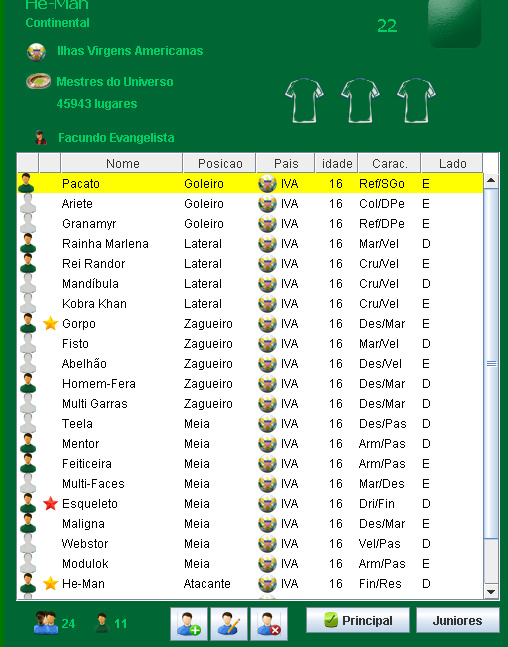 He-Man
Continental
22
Ilhas Virgens Americanas
Mestres do Universo
45943 lugares
Facundo Evangelista
Nome Posicao Pais idade Carac. Lado
Pacato Goleiro IVA 16 Ref/SGo E
Ariete Goleiro IVA 16 Col/DPe E
Granamyr Goleiro IVA 16 Ref/DPe E
Rainha Marlena Lateral IVA 16 Mar/Vel D
Rei Randor Lateral IVA 16 Cru/Vel E
Mandíbula Lateral IVA 16 Cru/Vel D
Kobra Khan Lateral IVA 16 Cru/Vel E
Gorpo Zagueiro IVA 16 Des/Mar E
Fisto Zagueiro IVA 16 Mar/Vel D
Abelhão Zagueiro IVA 16 Des/Vel E
Homem-Fera Zagueiro IVA 16 Des/Mar D
Multi Garras Zagueiro IVA 16 Des/Mar D
Teela Meia IVA 16 Des/Pas D
Mentor Meia IVA 16 Arm/Pas D
Feiticeira Meia IVA 16 Arm/Pas E
Multi-Faces Meia IVA 16 Mar/Des E
Esqueleto Meia IVA 16 Dri/Fin D
Maligna Meia IVA 16 Des/Mar E
Webstor Meia IVA 16 Vel/Pas D
Modulok Meia IVA 16 Arm/Pas D
He-Man Atacante IVA 16 Fin/Res D
24 11 Principal Juniores